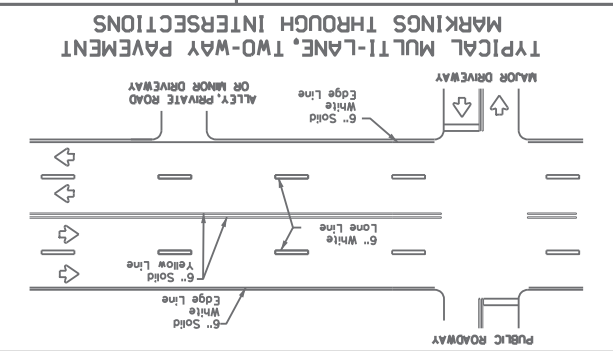 PUBLIC ROADWAY
6" Solid
White
Edge Line
6" Solid
Yellow Line
6" White
Lane Line
6" Solid
White
Edge Line
MAJOR DRIVEWAY
ALLEY, PRIVATE ROAD
OR MINOR DRIVEWAY
TYPICAL MULTI-LANE, TWO-WAY PAVEMENT
MARKINGS THROUGH INTERSECTIONS